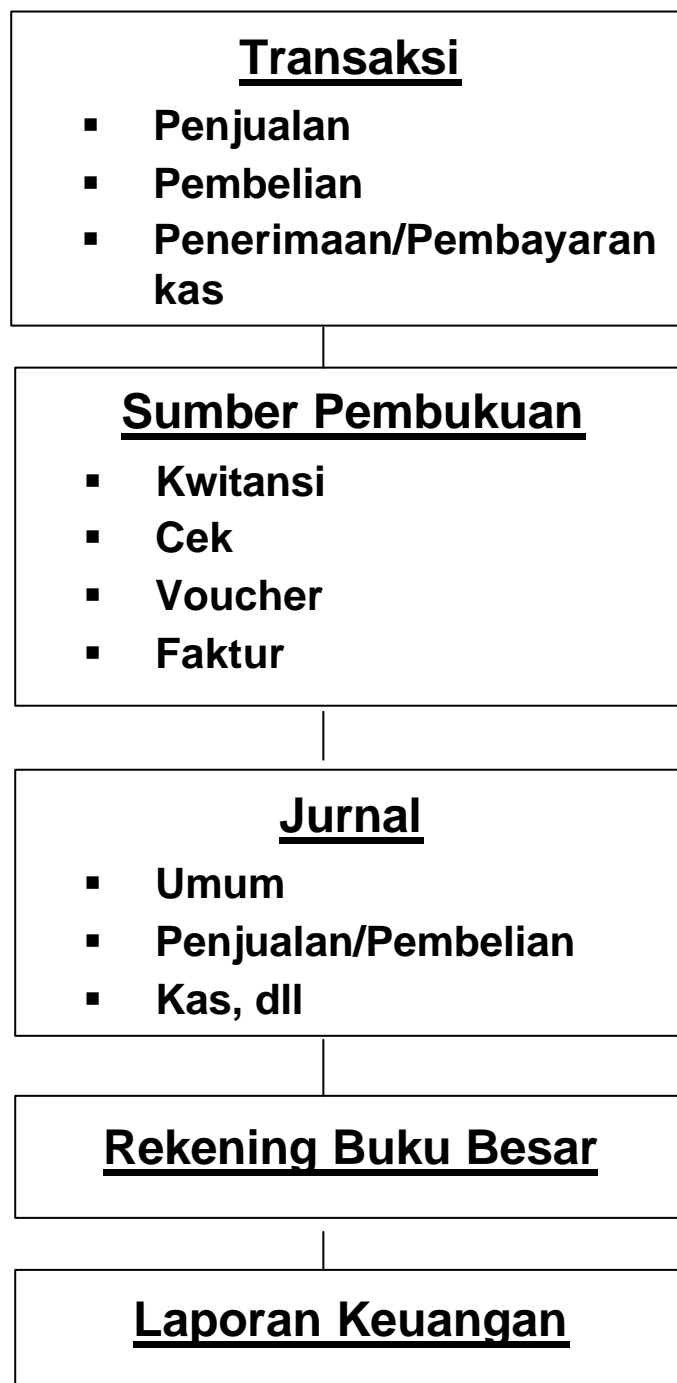 Transaksi
▪ Penjualan
▪ Pembelian
▪ Penerimaan/Pembayaran
kas
Sumber Pembukuan
▪ Kwitansi
▪ Cek
▪ Voucher
▪ Faktur
Jurnal
▪ Umum
▪ Penjualan/Pembelian
▪ Kas, dll
Rekening Buku Besar
Laporan Keuangan